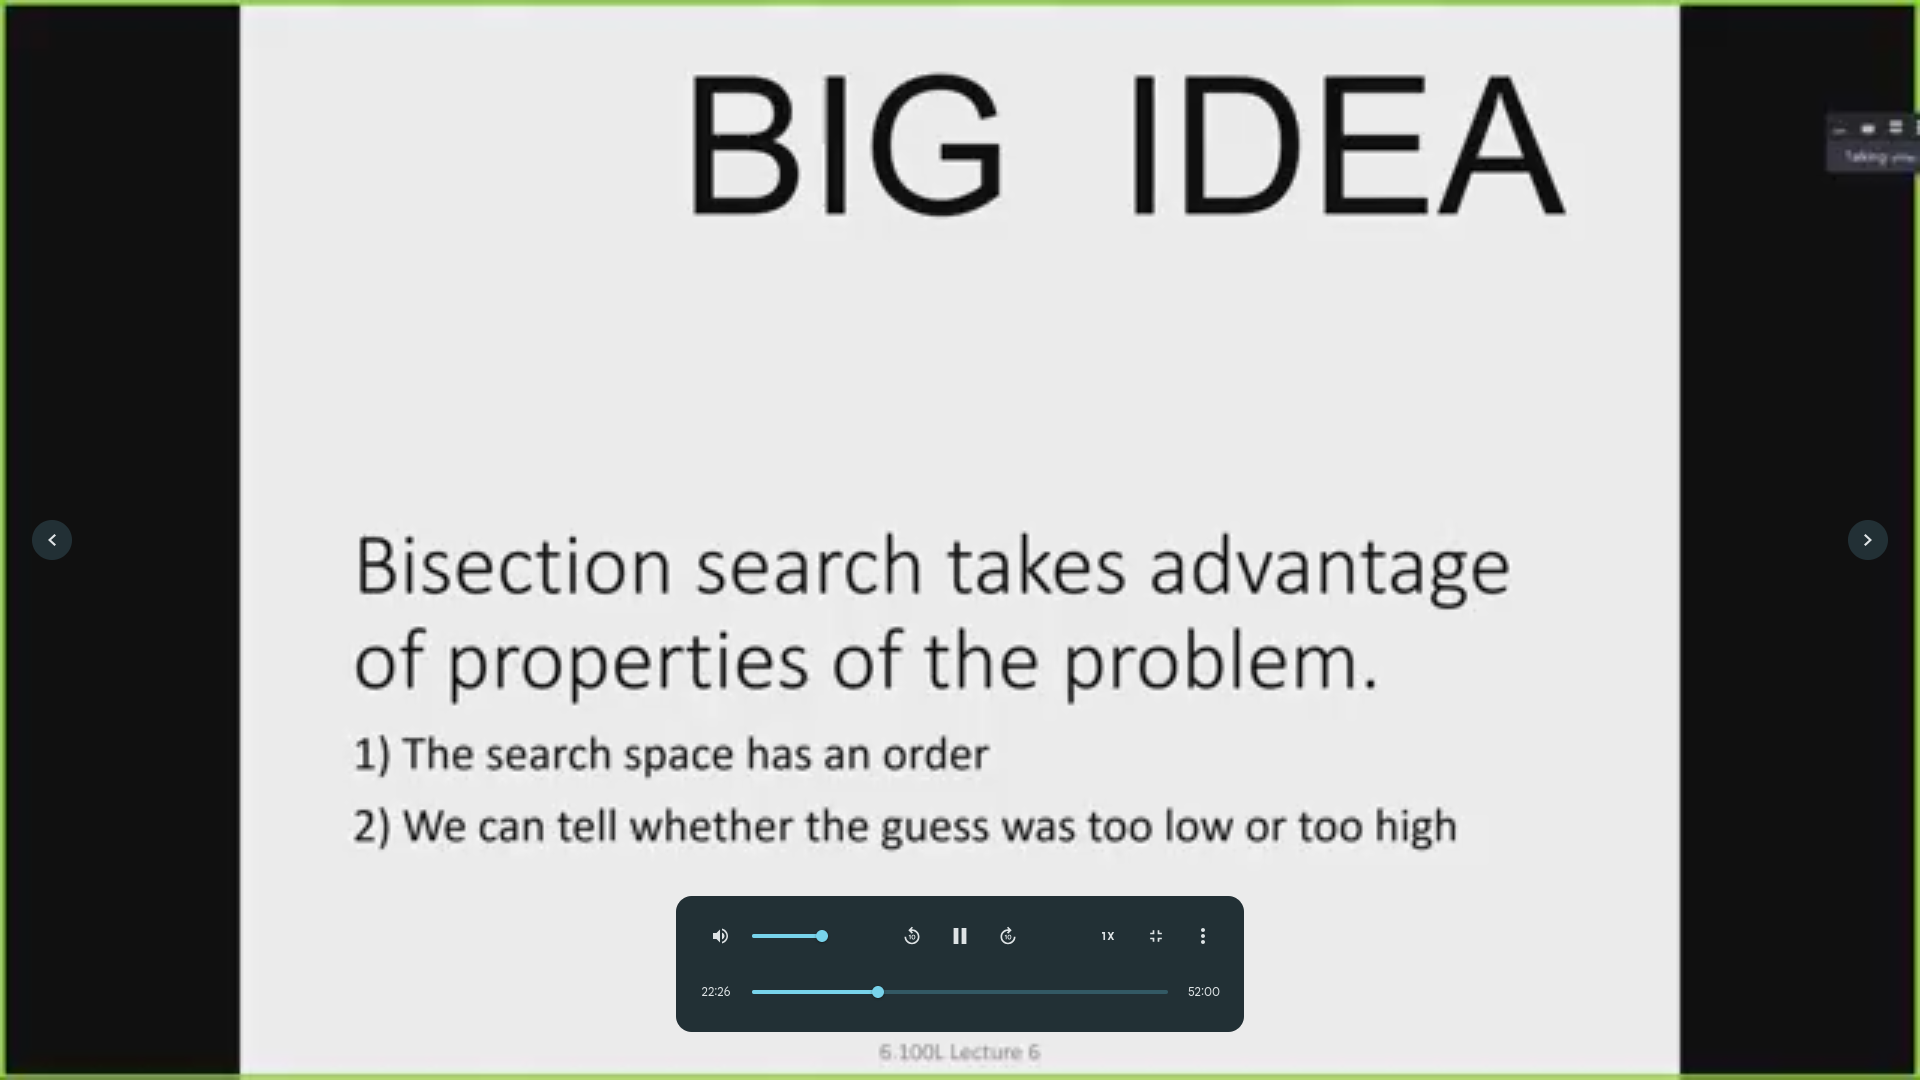 BIG IDEA
Bisection search takes advantage
of properties of the problem.
1) The search space has an order
2) We can tell whether the guess was too low or too high
1X
22:26
52:00
6.100L Lecture 6